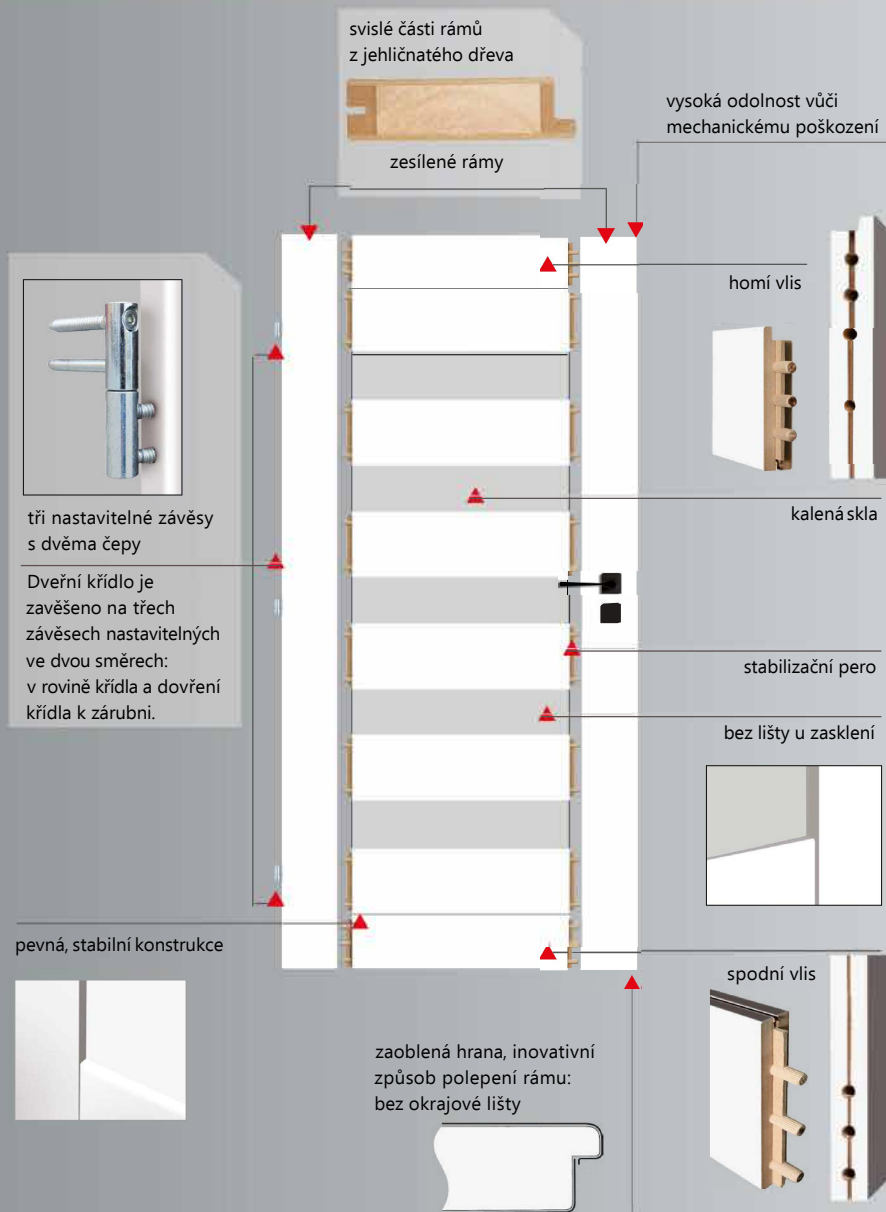 svislé části rámů
z jehličnatého dřeva
zesílené rámy
vysoká odolnost vůči
mechanickému poškození
homí vlis
tři nastavitelné závěsy
s dvěma čepy
Dveřní křídlo je
zavěšeno na třech
závěsech nastavitelných
ve dvou směrech:
v rovině křídla a dovření
křídla k zárubni.
kalená skla
stabilizační pero
bez lišty u zasklení
pevná, stabilní konstrukce
spodní vlis
zaoblená hrana, inovativní
způsob polepení rámu:
bez okrajové lišty